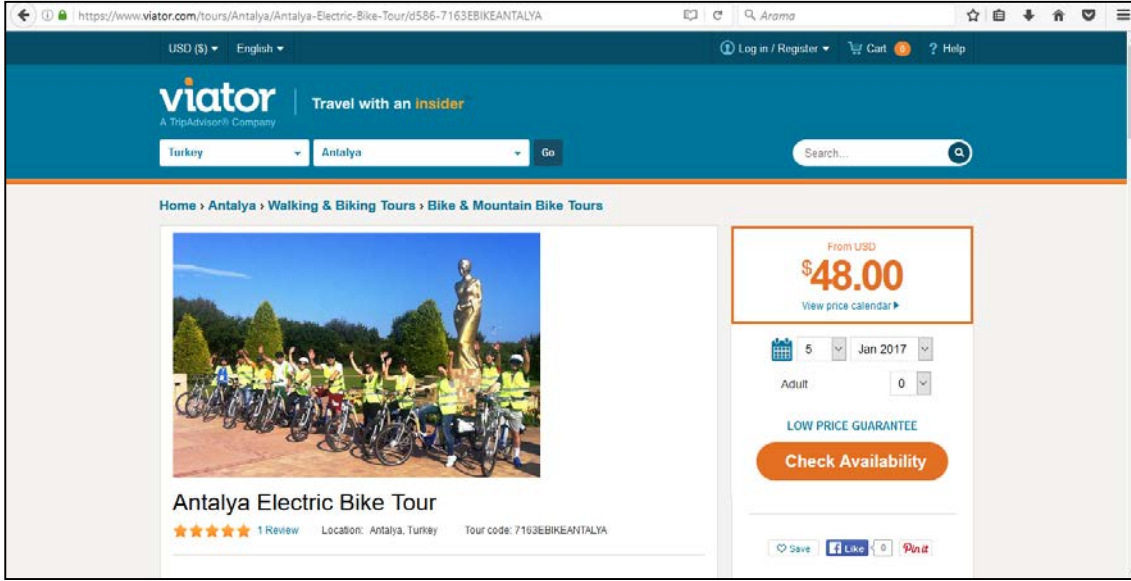 https://www.viator.com/tours/Antalya/Antalya-Electric-Bike-Tour/d586-7163EBIKEANTALYA
Arama
USD ($) English
Log in / Register Cart 0 ? Help
viator Travel with an insider
A TripAdvisor® Company
Turkey Antalya Go Search...
Home › Antalya › Walking & Biking Tours › Bike & Mountain Bike Tours
From USD
$48.00
View price calendar
5 Jan 2017
Adult 0
LOW PRICE GUARANTEE
Check Availability
Antalya Electric Bike Tour
1 Review Location: Antalya, Turkey Tour code: 7163EBIKEANTALYA
Save Like 0 Pin it